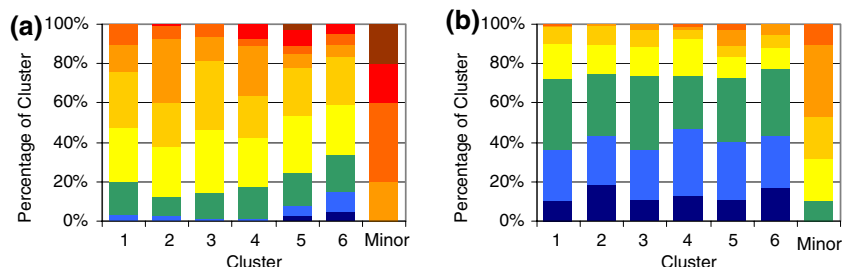 (a)
Percentage of Cluster
100%
80%
60%
40%
20%
0%
1 2 3 4 5 6 Minor
Cluster
(b)
Percentage of Cluster
100%
80%
60%
40%
20%
0%
1 2 3 4 5 6 Minor
Cluster